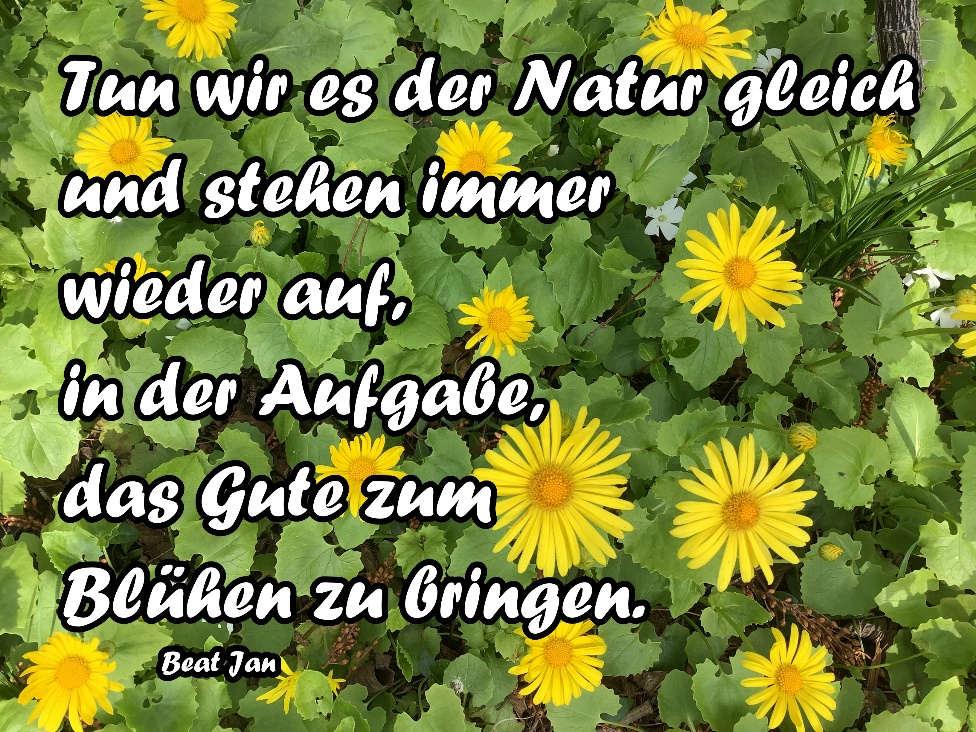 Tun wir es der Natur gleich
und stehen immer
wieder auf,
in der Aufgabe,
das Gute zum
Blühen zu bringen.
Beat Jan